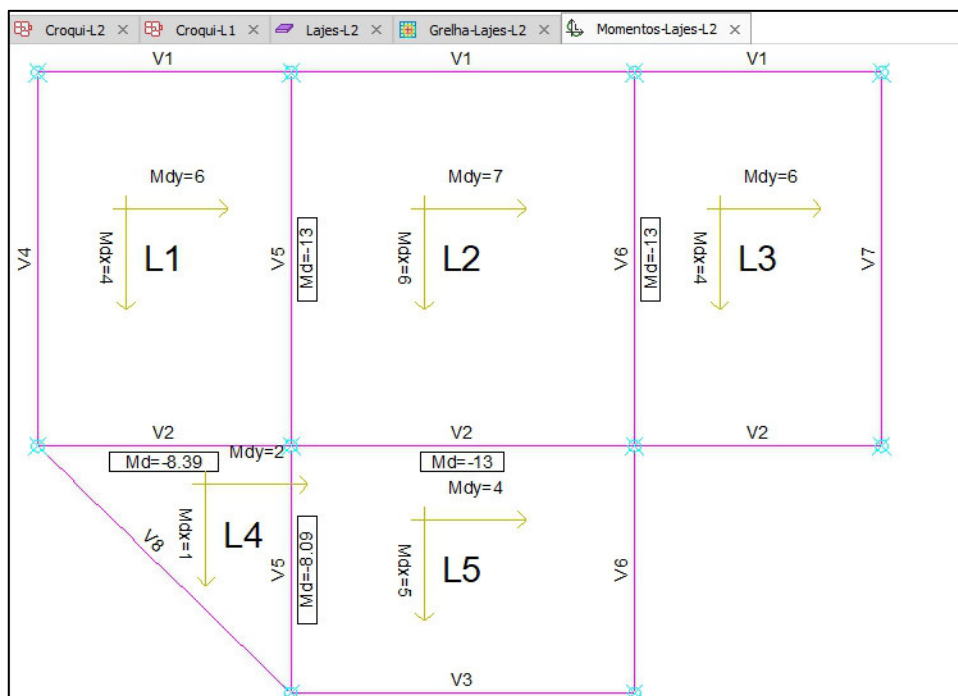 Croqui-L2 Croqui-L1 Lajes-L2 Grelha-Lajes-L2 Momentos-Lajes-L2
V1 V1 V1
Mdy=6 Mdy=7 Mdy=6
V4 Mdx=4 L1 V5 Md=-13 Mdx=6 L2 V6 Md=-13 Mdx=4 L3 V7
V2 V2 V2
Md=-8.39 Mdy=2 Md=-13
Mdy=4
V8 Mdx=1 L4 V5 Md=-8.09 Mdx=5 L5 V6
V3